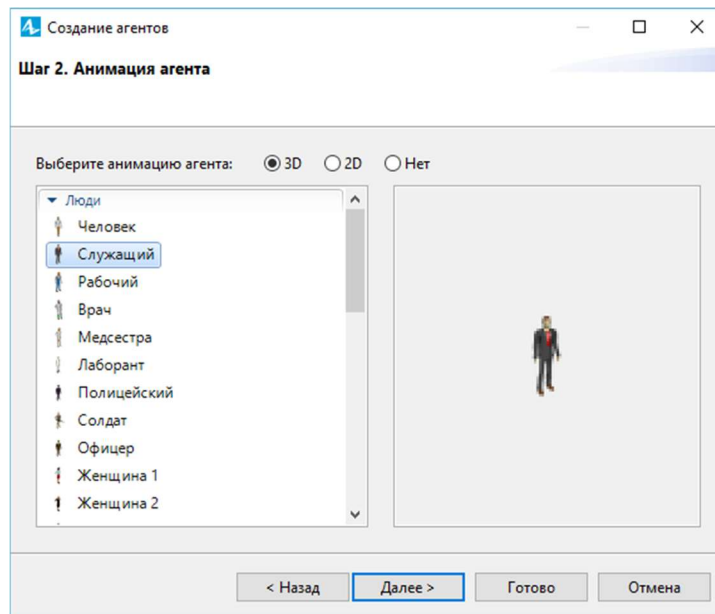 Создание агентов
Шаг 2. Анимация агента
Выберите анимацию агента: 3D 2D Нет
Люди
Человек
Служащий
Рабочий
Врач
Медсестра
Лаборант
Полицейский
Солдат
Офицер
Женщина 1
Женщина 2
< Назад Далее > Готово Отмена